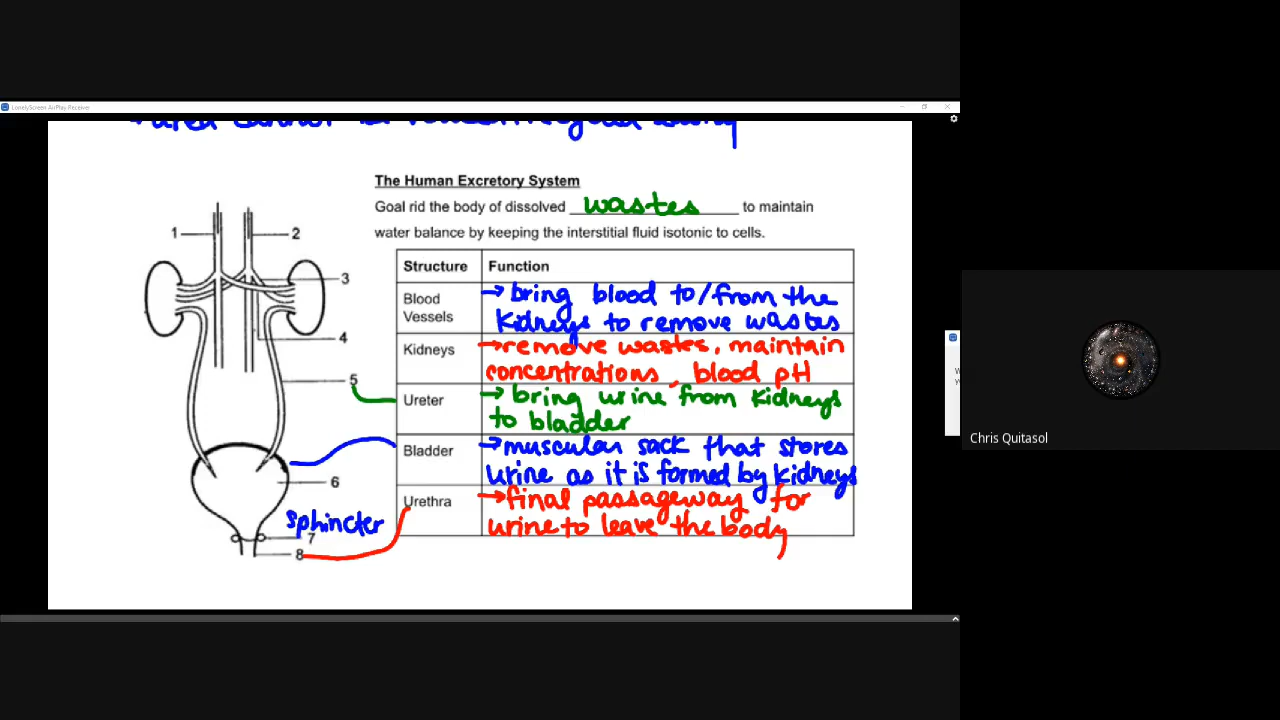 LonelyScreen AirPlay Receiver
The Human Excretory System
Goal rid the body of dissolved wastes to maintain
water balance by keeping the interstitial fluid isotonic to cells.
1
2
3
4
5
6
sphincter
7
8
Structure Function
Blood Vessels
→ bring blood to/from the
kidneys to remove wastes
Kidneys
→ remove wastes, maintain
concentrations, blood pH
Ureter
→ bring urine from kidneys
to bladder
Bladder
→ muscular sack that stores
urine as it is formed by kidneys
Urethra
→ final passageway for
urine to leave the body
Chris Quitasol